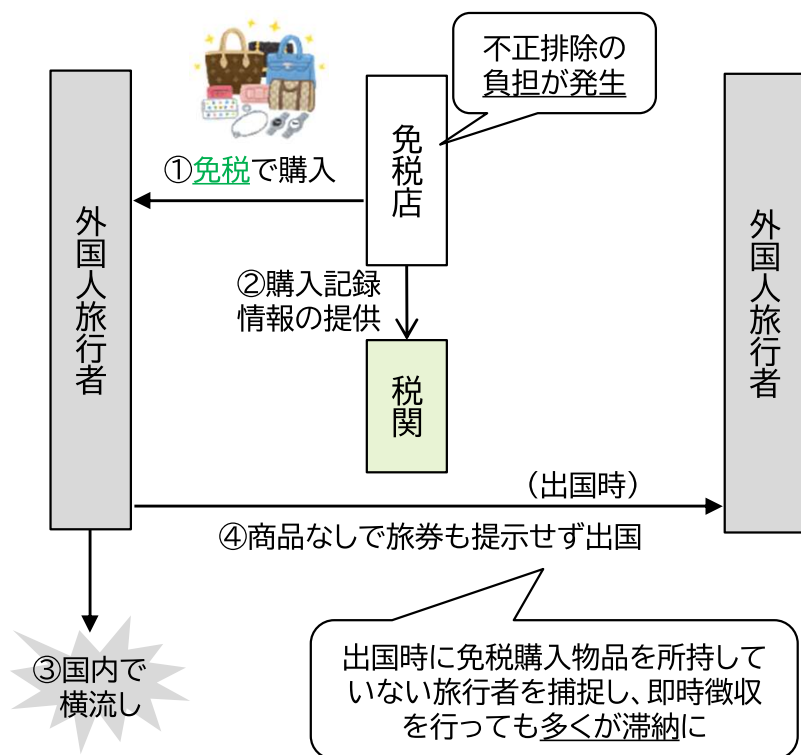 不正排除の
負担が発生
免税店
①免税で購入
外国人旅行者
外国人旅行者
②購入記録
情報の提供
税関
（出国時）
④商品なしで旅券も提示せず出国
③国内で
横流し
出国時に免税購入物品を所持して
いない旅行者を捕捉し、即時徴収
を行っても多くが滞納に